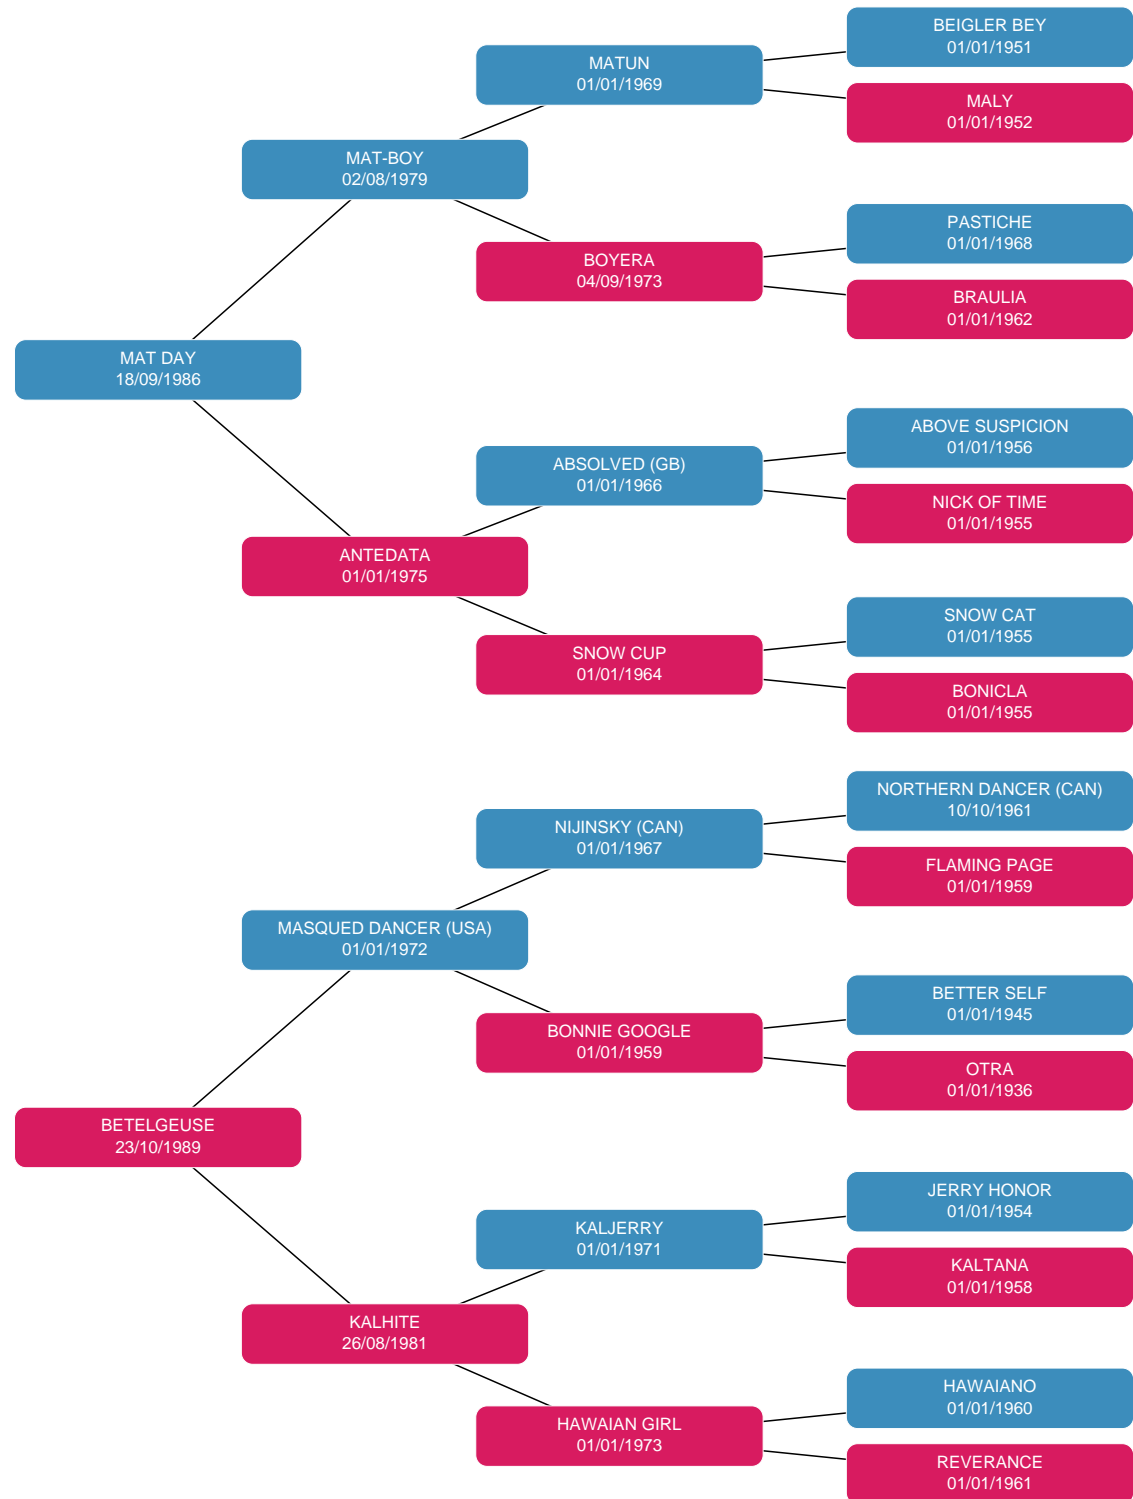 BEIGLER BEY
01/01/1951
MATUN
01/01/1969
MALY
01/01/1952
MAT-BOY
02/08/1979
PASTICHE
01/01/1968
BOYERA
04/09/1973
BRAULIA
01/01/1962
MAT DAY
18/09/1986
ABOVE SUSPICION
01/01/1956
ABSOLVED (GB)
01/01/1966
NICK OF TIME
01/01/1955
ANTEDATA
01/01/1975
SNOW CAT
01/01/1955
SNOW CUP
01/01/1964
BONICLA
01/01/1955
NORTHERN DANCER (CAN)
10/10/1961
NIJINSKY (CAN)
01/01/1967
FLAMING PAGE
01/01/1959
MASQUED DANCER (USA)
01/01/1972
BETTER SELF
01/01/1945
BONNIE GOOGLE
01/01/1959
OTRA
01/01/1936
BETELGEUSE
23/10/1989
JERRY HONOR
01/01/1954
KALJERRY
01/01/1971
KALTANA
01/01/1958
KALHITE
26/08/1981
HAWAIANO
01/01/1960
HAWAIAN GIRL
01/01/1973
REVERANCE
01/01/1961